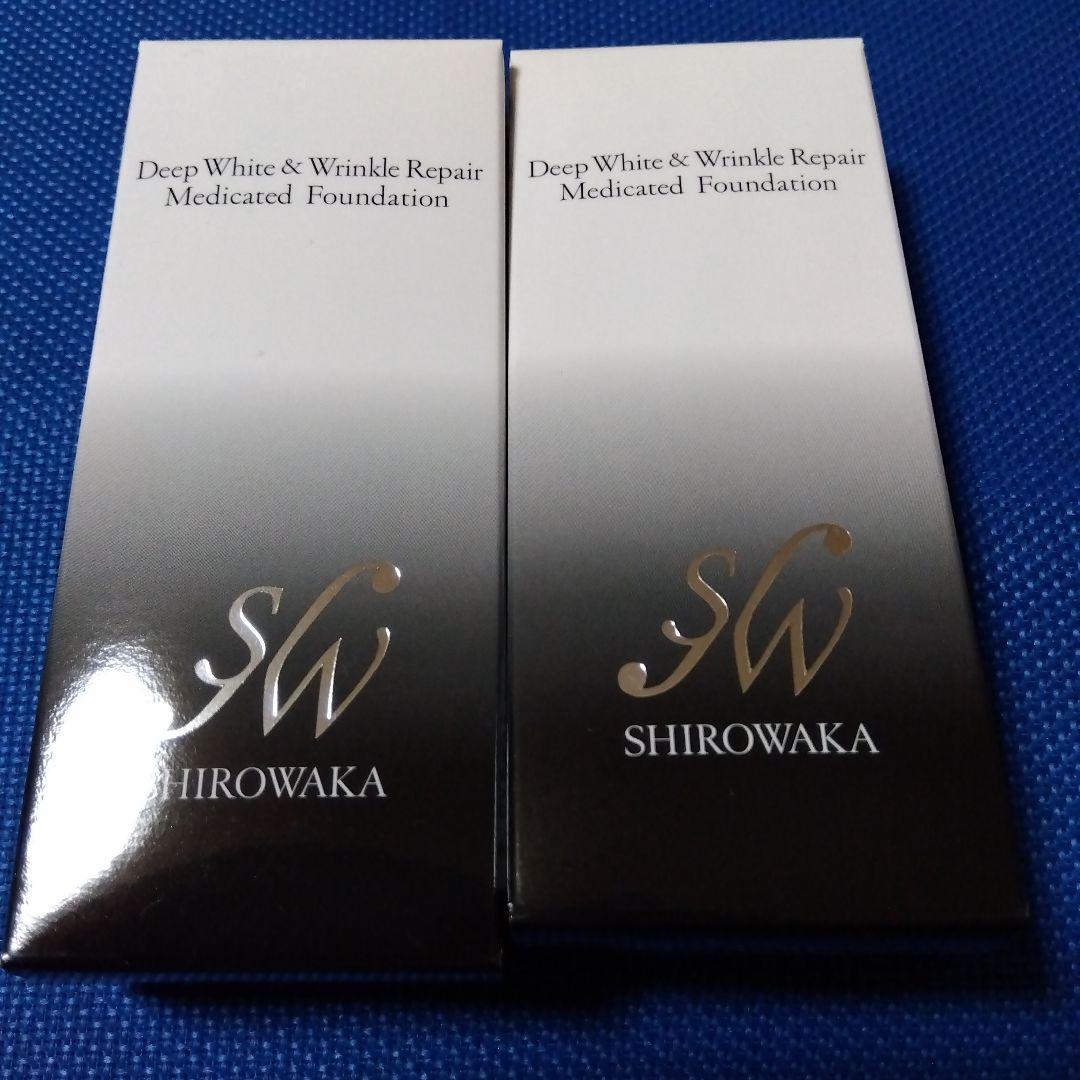 Deep White & Wrinkle Repair
Medicated Foundation
SW
SHIROWAKA
Deep White & Wrinkle Repair
Medicated Foundation
SW
SHIROWAKA